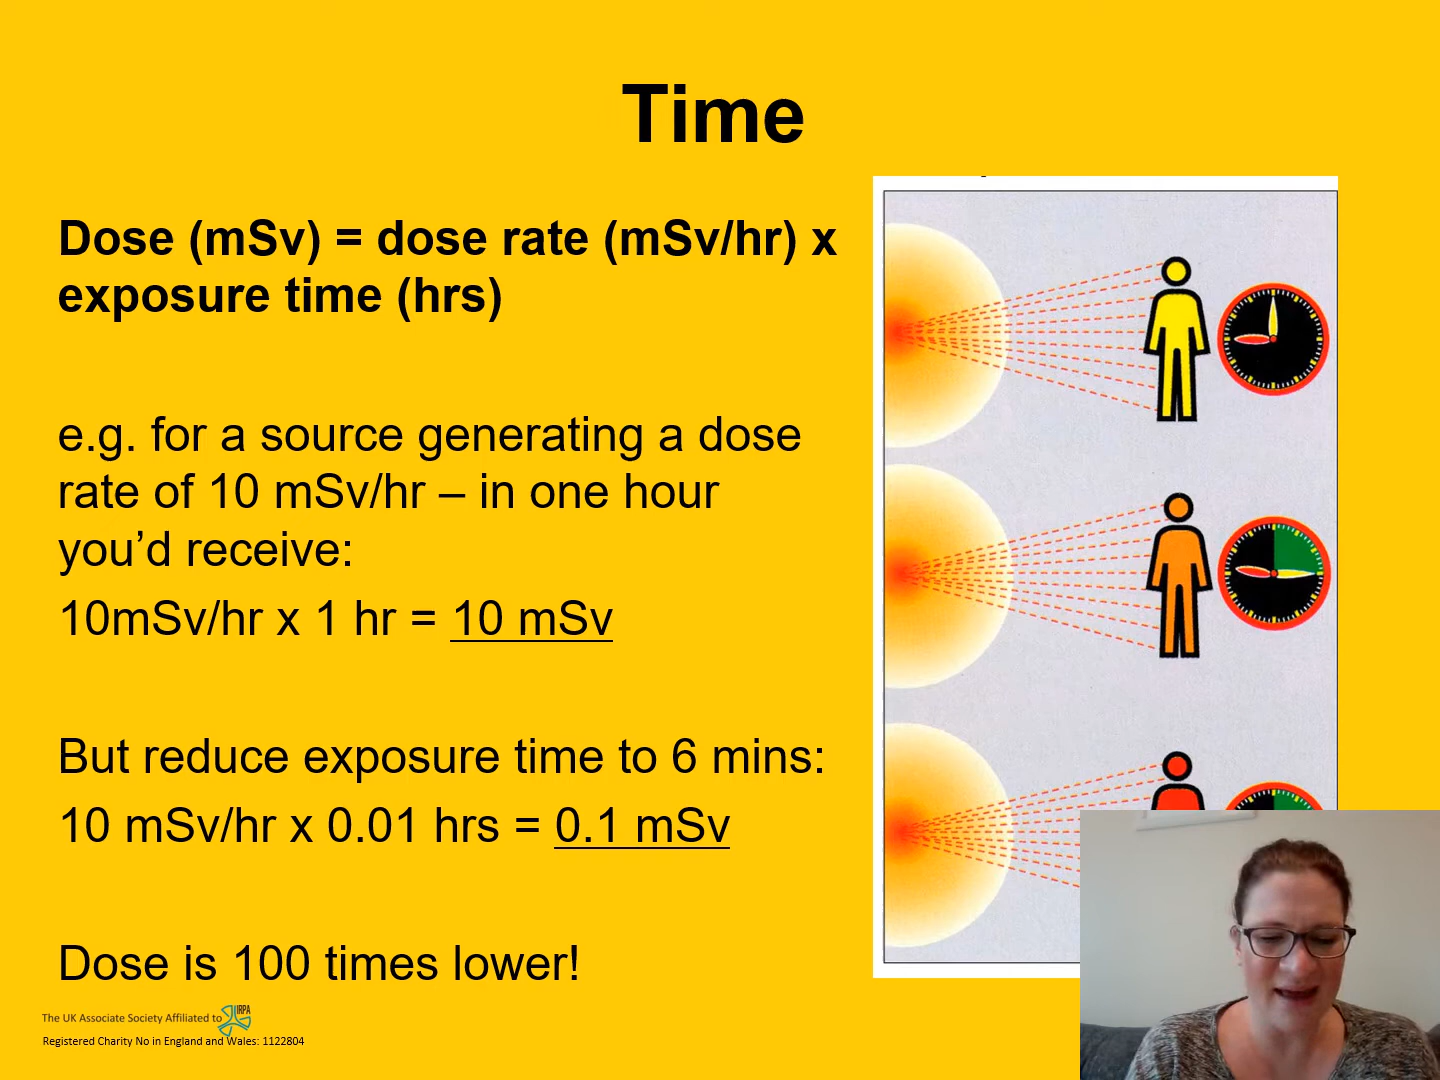 Time
Dose (mSv) = dose rate (mSv/hr) x
exposure time (hrs)
e.g. for a source generating a dose
rate of 10 mSv/hr – in one hour
you’d receive:
10mSv/hr x 1 hr = 10 mSv
But reduce exposure time to 6 mins:
10 mSv/hr x 0.01 hrs = 0.1 mSv
Dose is 100 times lower!
The UK Associate Society Affiliated to IRPA
Registered Charity No in England and Wales: 1122804